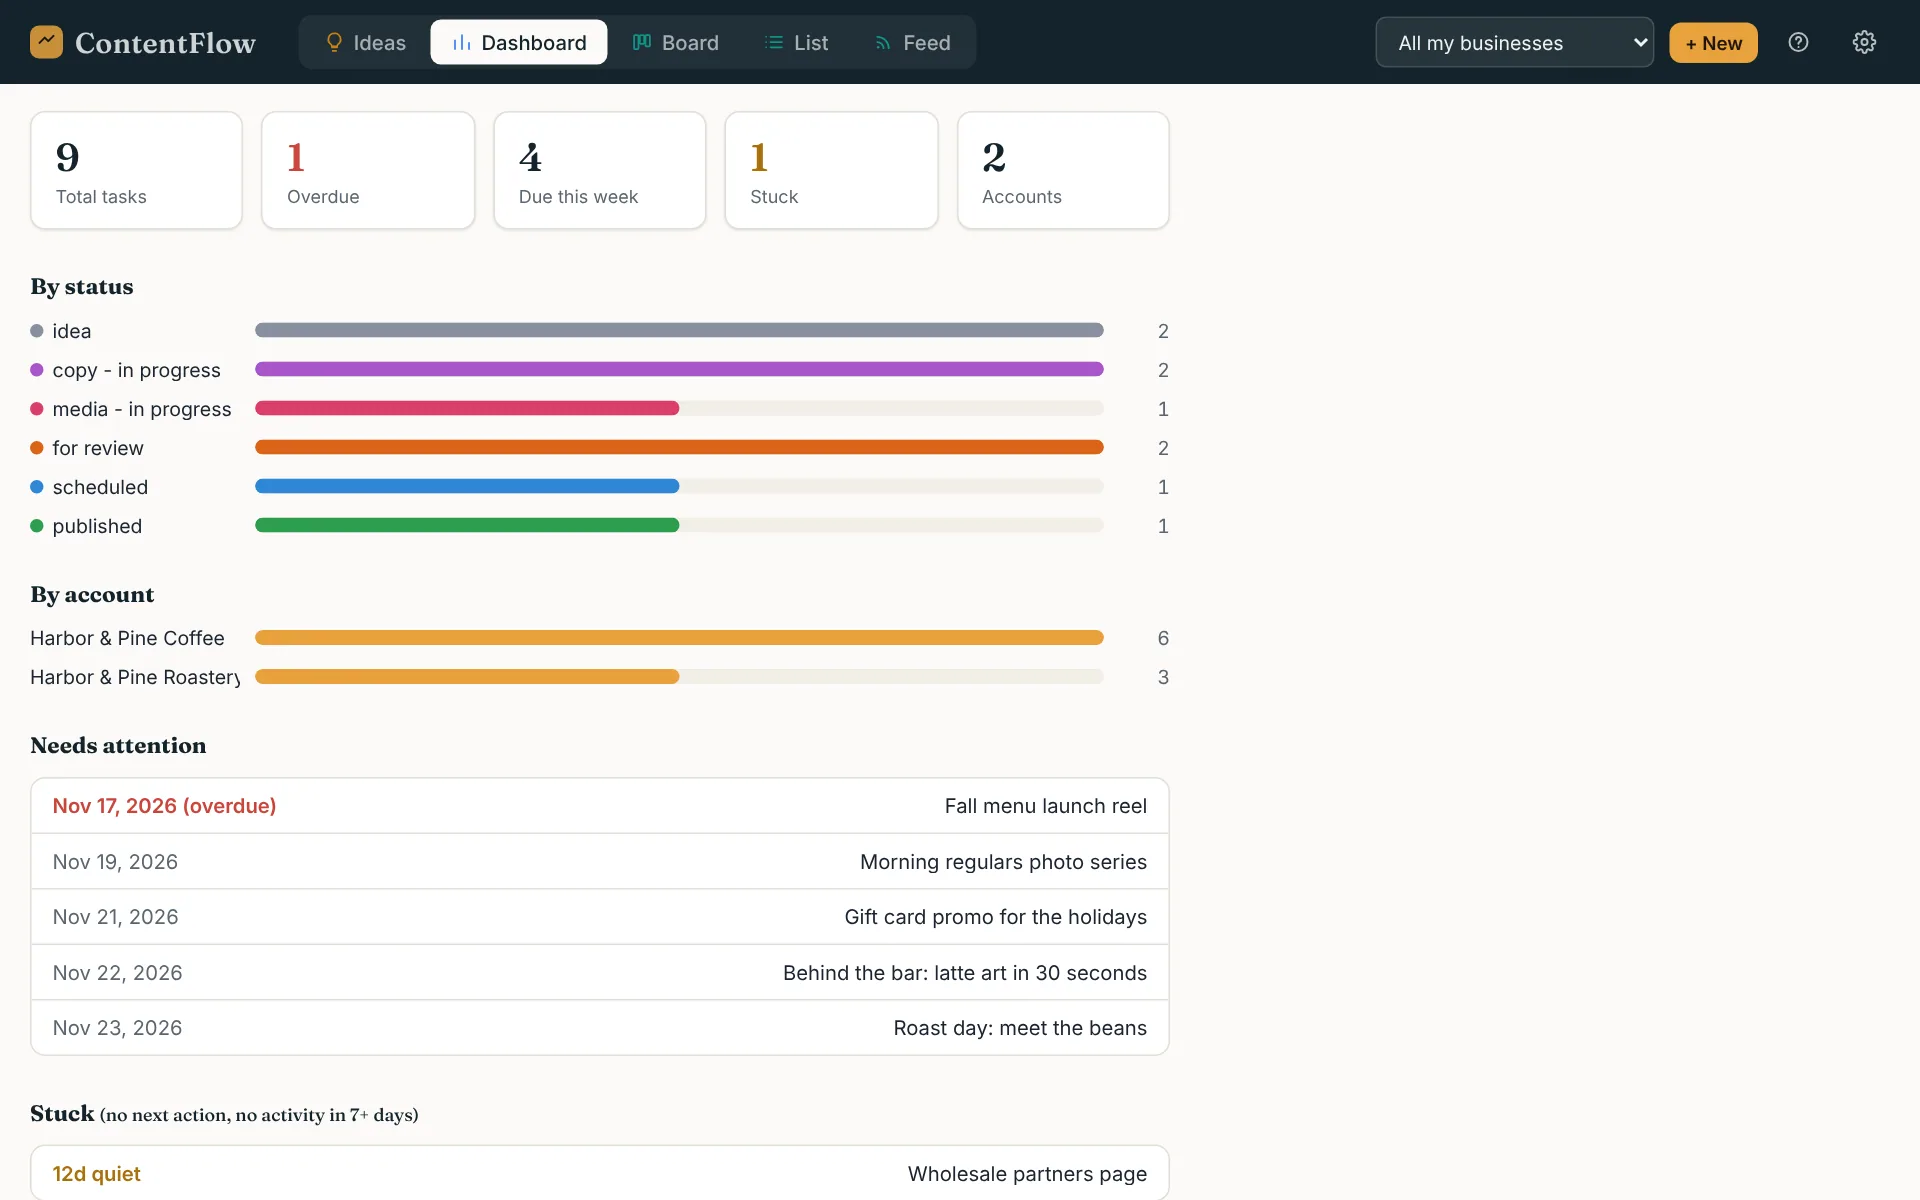 ContentFlow Ideas Dashboard Board List Feed All my businesses + New
9 1 4 1 2
Total tasks Overdue Due this week Stuck Accounts
By status
idea 2
copy - in progress 2
media - in progress 1
for review 2
scheduled 1
published 1
By account
Harbor & Pine Coffee 6
Harbor & Pine Roastery 3
Needs attention
Nov 17, 2026 (overdue) Fall menu launch reel
Nov 19, 2026 Morning regulars photo series
Nov 21, 2026 Gift card promo for the holidays
Nov 22, 2026 Behind the bar: latte art in 30 seconds
Nov 23, 2026 Roast day: meet the beans
Stuck (no next action, no activity in 7+ days)
12d quiet Wholesale partners page